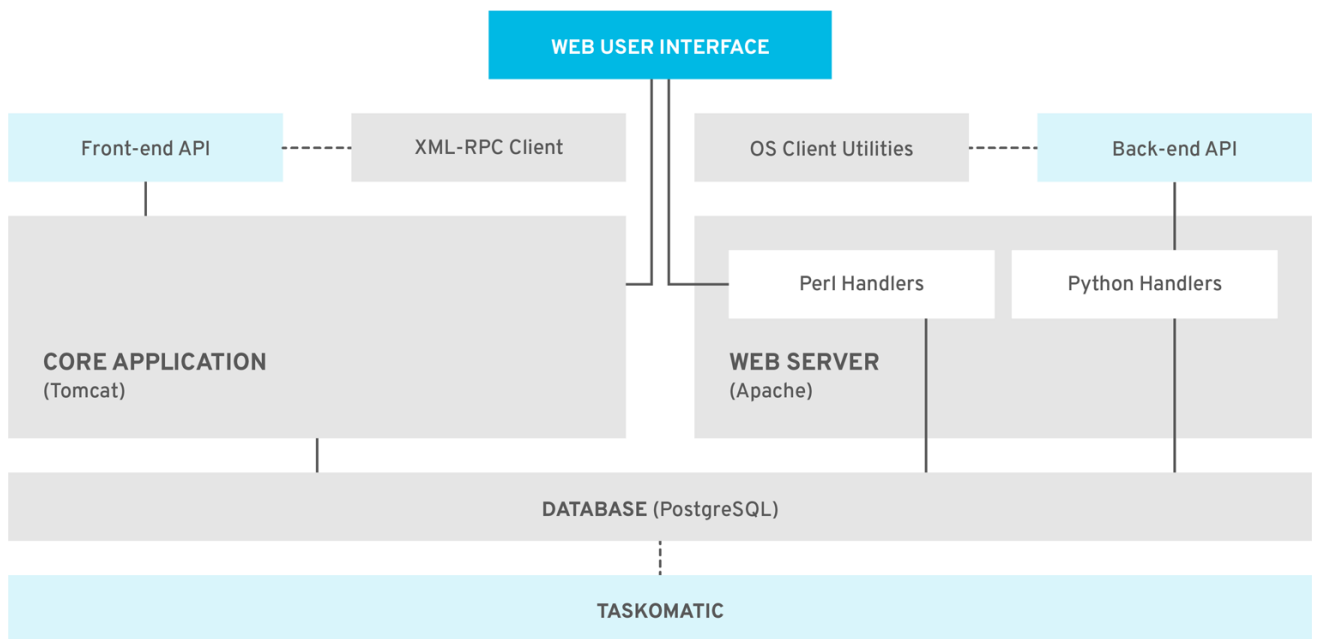 WEB USER INTERFACE
Front-end API
XML-RPC Client
OS Client Utilities
Back-end API
Perl Handlers
Python Handlers
CORE APPLICATION
(Tomcat)
WEB SERVER
(Apache)
DATABASE (PostgreSQL)
TASKOMATIC